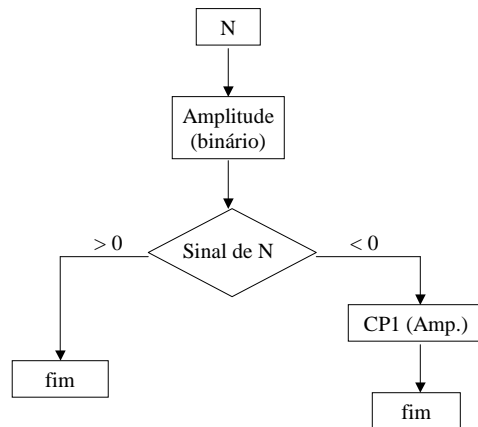 N
Amplitude
(binário)
> 0
Sinal de N
< 0
CP1 (Amp.)
fim
fim